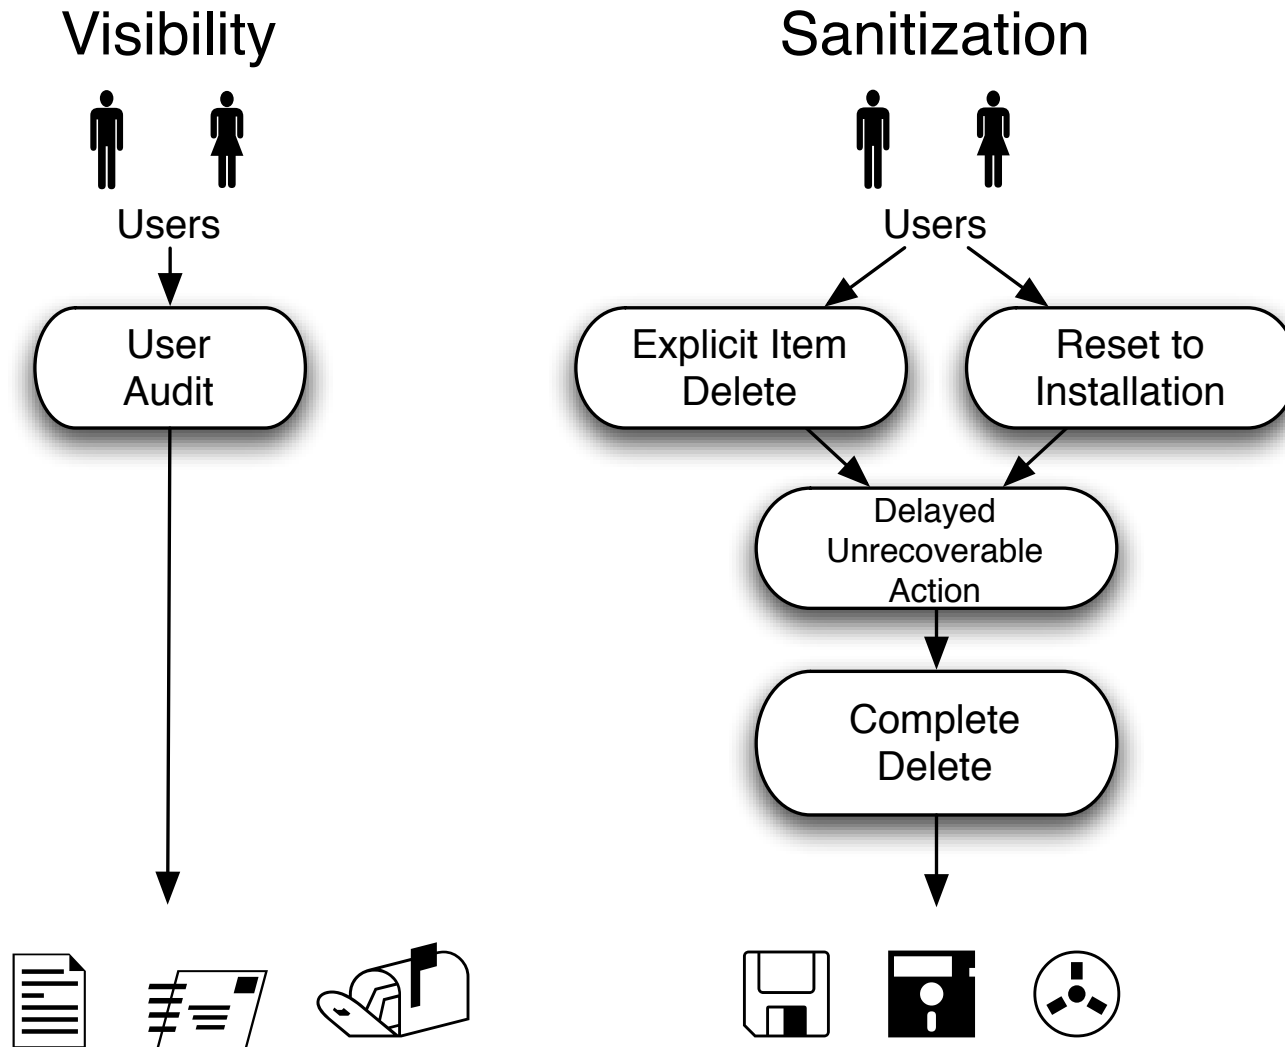 Visibility
Users
User
Audit
Sanitization
Users
Explicit Item
Delete
Reset to
Installation
Delayed
Unrecoverable
Action
Complete
Delete